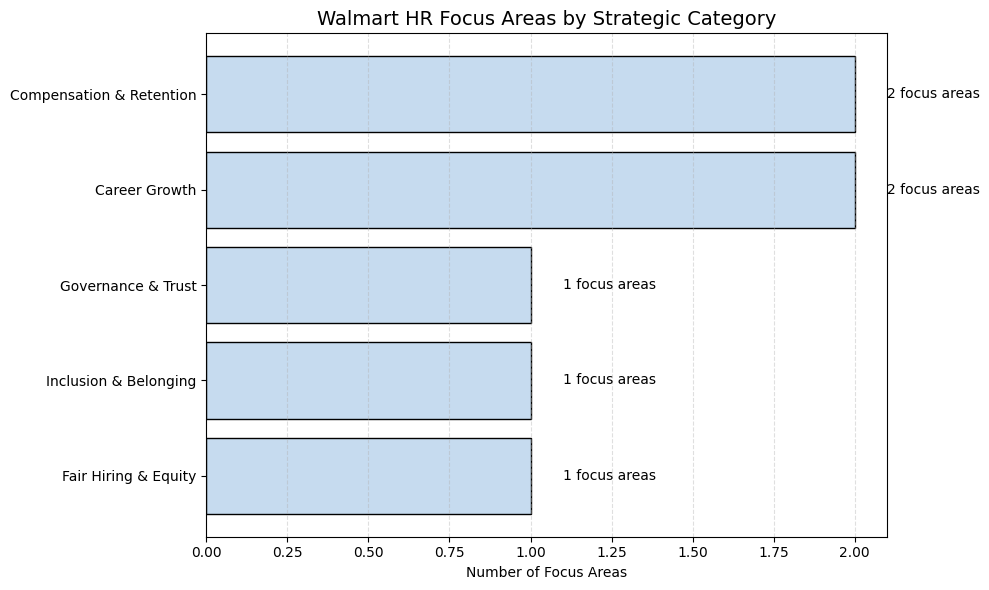 Walmart HR Focus Areas by Strategic Category
Compensation & Retention
2 focus areas
Career Growth
2 focus areas
Governance & Trust
1 focus areas
Inclusion & Belonging
1 focus areas
Fair Hiring & Equity
1 focus areas
0.00 0.25 0.50 0.75 1.00 1.25 1.50 1.75 2.00
Number of Focus Areas